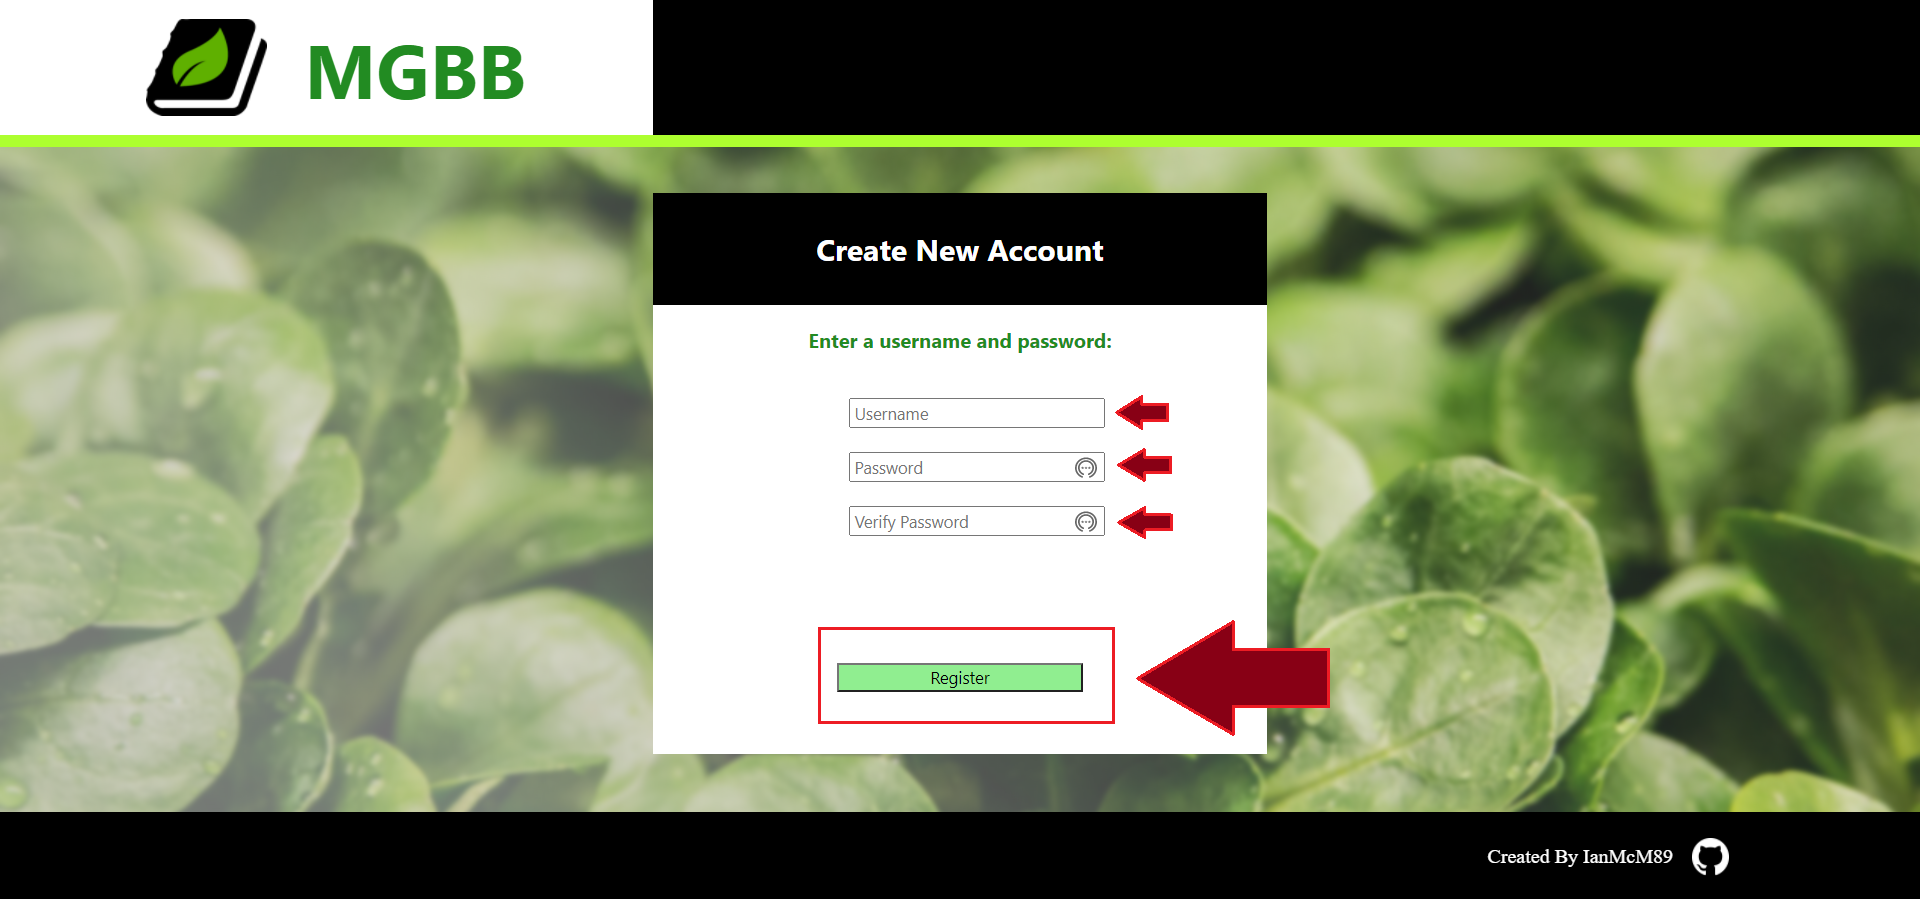 MGBB
Create New Account
Enter a username and password:
Username
Password
Verify Password
Register
Created By IanMcM89